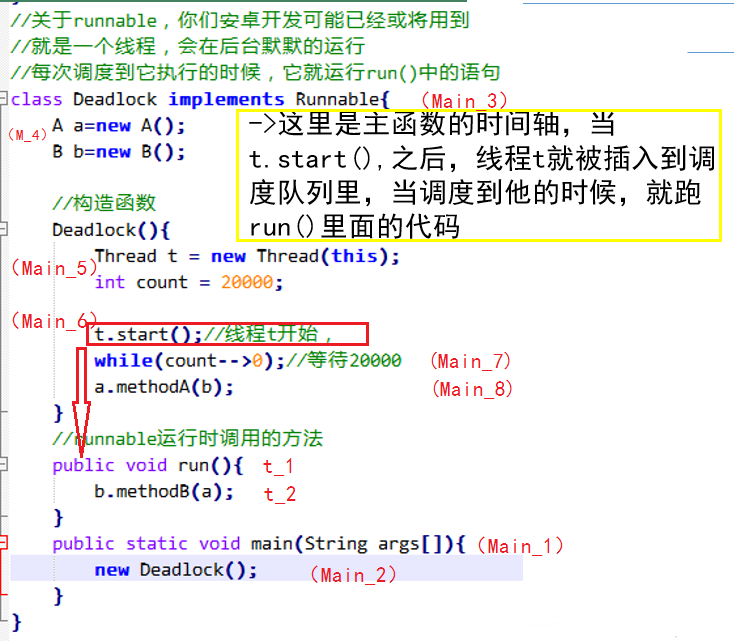 //关于runnable，你们安卓开发可能已经或将用到
//就是一个线程，会在后台默默的运行
//每次调度到它执行的时候，它就运行run()中的语句
class Deadlock implements Runnable{ （Main_3）
（M_4） A a=new A();
B b=new B();
->这里是主函数的时间轴，当
t.start(),之后，线程t就被插入到调
度队列里，当调度到他的时候，就跑
run()里面的代码
//构造函数
Deadlock(){
Thread t = new Thread(this);
（Main_5）
int count = 20000;
（Main_6）
t.start();//线程t开始，
while(count-->0);//等待20000 （Main_7）
a.methodA(b); （Main_8）
}
//runnable运行时调用的方法
public void run(){ t_1
b.methodB(a); t_2
}
public static void main(String args[]){ （Main_1）
new Deadlock(); （Main_2）
}
}